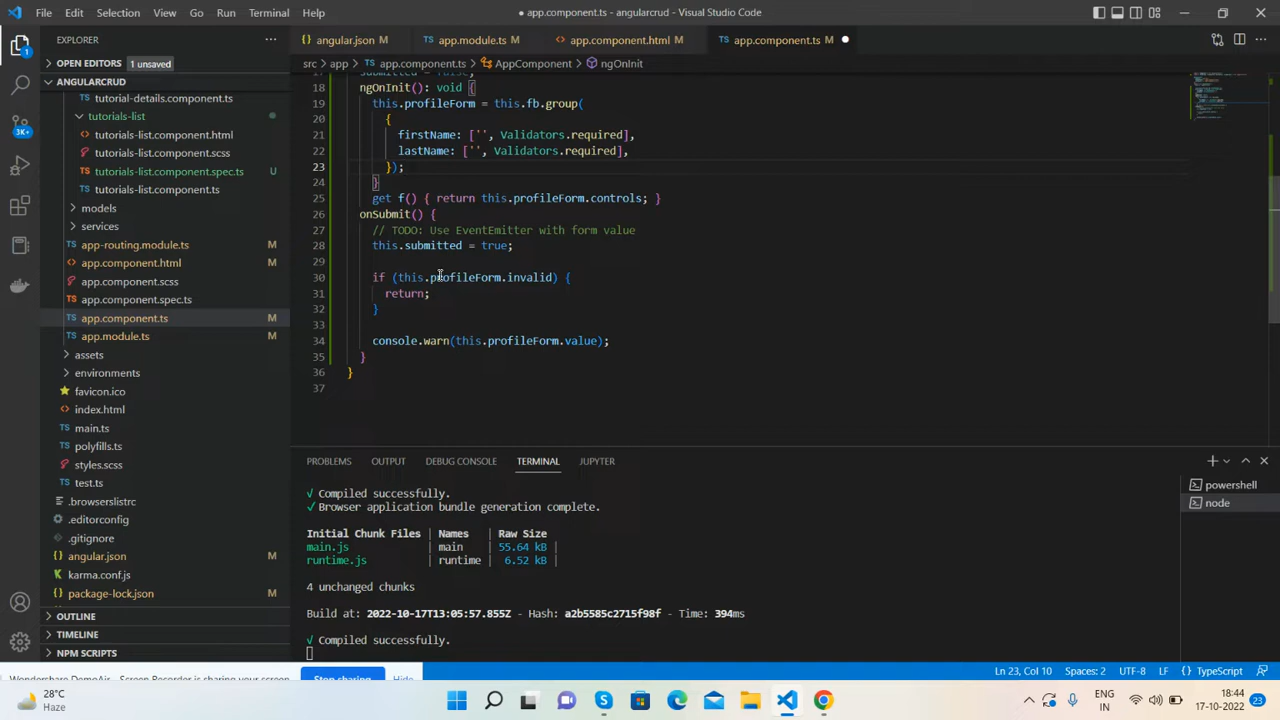 File Edit Selection View Go Run Terminal Help
● app.component.ts - angularcrud - Visual Studio Code
EXPLORER
angular.json M
app.module.ts M
app.component.html M
app.component.ts M ●
OPEN EDITORS 1 unsaved
src > app > app.component.ts > AppComponent > ngOnInit
ANGULARCRUD
tutorial-details.component.ts
tutorials-list
tutorials-list.component.html
tutorials-list.component.scss
tutorials-list.component.spec.ts U
tutorials-list.component.ts
models
services
app-routing.module.ts M
app.component.html M
app.component.scss
app.component.spec.ts M
app.component.ts M
app.module.ts M
assets
environments
favicon.ico
index.html
main.ts
polyfills.ts
styles.scss
test.ts
.browserslistrc
.editorconfig
.gitignore
angular.json M
karma.conf.js
package-lock.json M
OUTLINE
TIMELINE
NPM SCRIPTS
1
3K+
17 submitted = false;
18 ngOnInit(): void {
19 this.profileForm = this.fb.group(
20 {
21 firstName: ['', Validators.required],
22 lastName: ['', Validators.required],
23 });
24 }
25 get f() { return this.profileForm.controls; }
26 onSubmit() {
27 // TODO: Use EventEmitter with form value
28 this.submitted = true;
29
30 if (this.profileForm.invalid) {
31 return;
32 }
33
34 console.warn(this.profileForm.value);
35 }
36 }
37
PROBLEMS OUTPUT DEBUG CONSOLE TERMINAL JUPYTER
√ Compiled successfully.
√ Browser application bundle generation complete.
Initial Chunk Files | Names | Raw Size
main.js | main | 55.64 kB |
runtime.js | runtime | 6.52 kB |
4 unchanged chunks
Build at: 2022-10-17T13:05:57.855Z - Hash: a2b5585c2715f98f - Time: 394ms
√ Compiled successfully.
powershell
node
Wondershare DemoAir - Screen Recorder is sharing your screen.
Stop sharing
Hide
Ln 23, Col 10 Spaces: 2 UTF-8 LF {} TypeScript
28°C
Haze
ENG
IN
18:44
17-10-2022
23